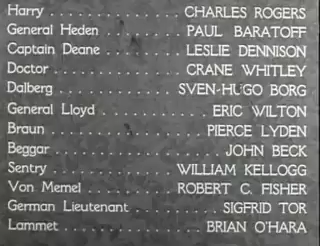 Harry . . . . . . . . . . . . CHARLES ROGERS
General Heden . . . . . . . . PAUL BARATOFF
Captain Deane . . . . . . . . LESLIE DENNISON
Doctor . . . . . . . . . . . . CRANE WHITLEY
Dalberg . . . . . . . . . . SVEN-HUGO BORG
General Lloyd . . . . . . . . . . ERIC WILTON
Braun . . . . . . . . . . . . PIERCE LYDEN
Beggar . . . . . . . . . . . . . JOHN BECK
Sentry . . . . . . . . . . WILLIAM KELLOGG
Von Memel . . . . . . . . ROBERT C. FISHER
German Lieutenant . . . . . . SIGFRID TOR
Lammet . . . . . . . . . . . BRIAN O'HARA